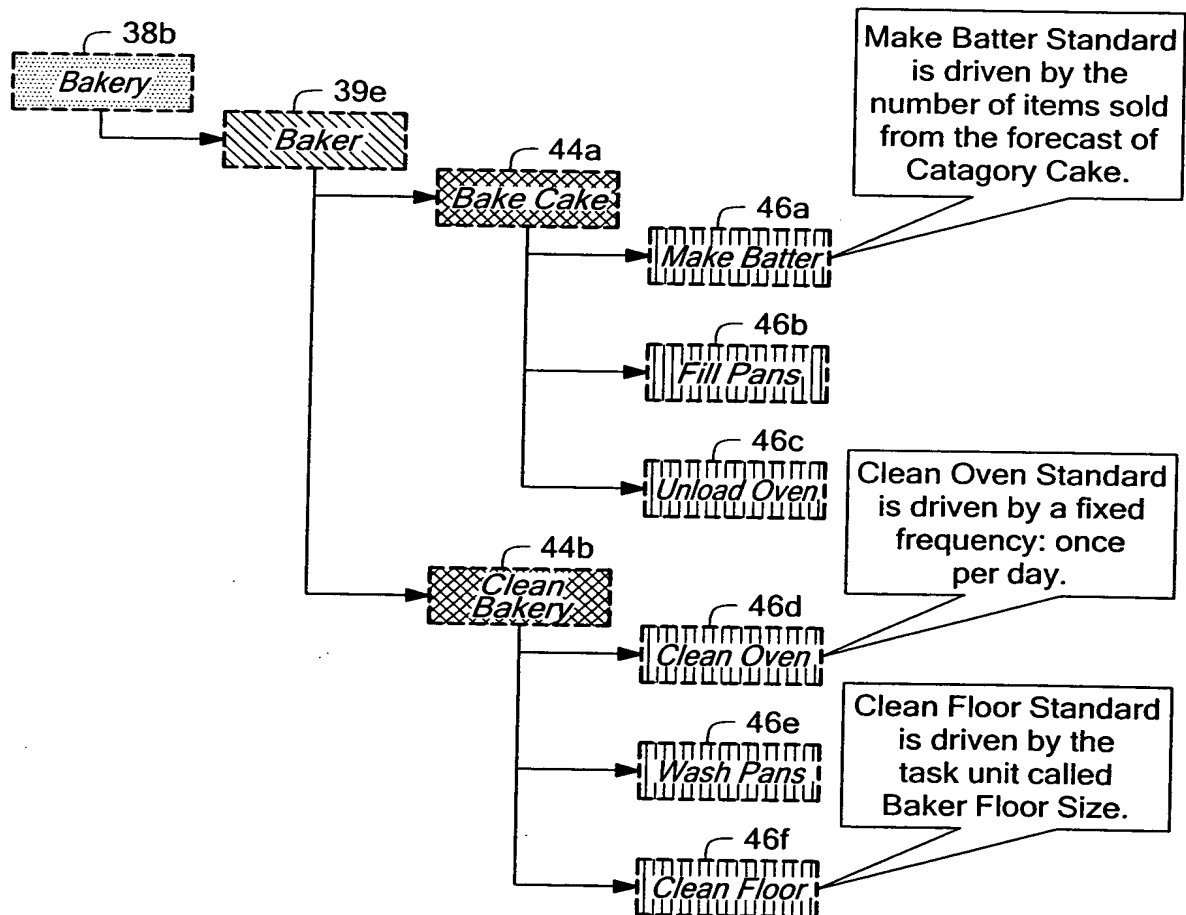 38b
Bakery
39e
Baker
44a
Bake Cake
46a
Make Batter
Make Batter Standard
is driven by the
number of items sold
from the forecast of
Catagory Cake.
46b
Fill Pans
46c
Unload Oven
44b
Clean
Bakery
46d
Clean Oven
Clean Oven Standard
is driven by a fixed
frequency: once
per day.
46e
Wash Pans
46f
Clean Floor
Clean Floor Standard
is driven by the
task unit called
Baker Floor Size.